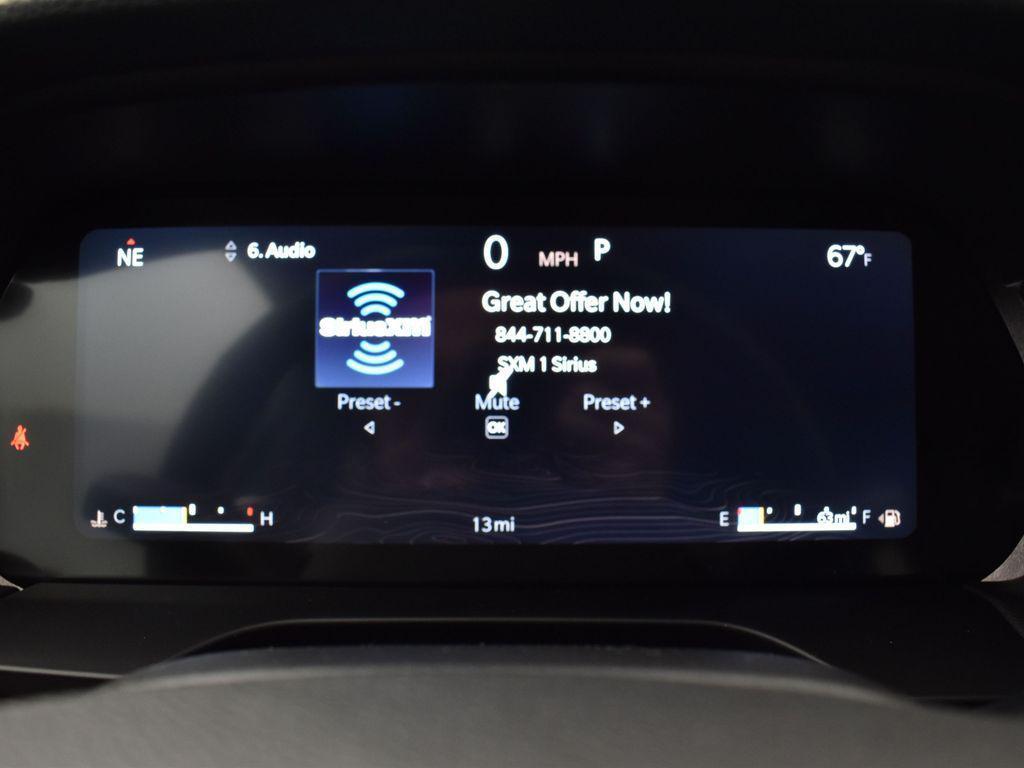 NE
6. Audio
0 MPH P
67°F
SiriusXM
Great Offer Now!
844-711-8800
SXM 1 Sirius
Preset -
Mute
Preset +
OK
C
H
13mi
E
63mi
F